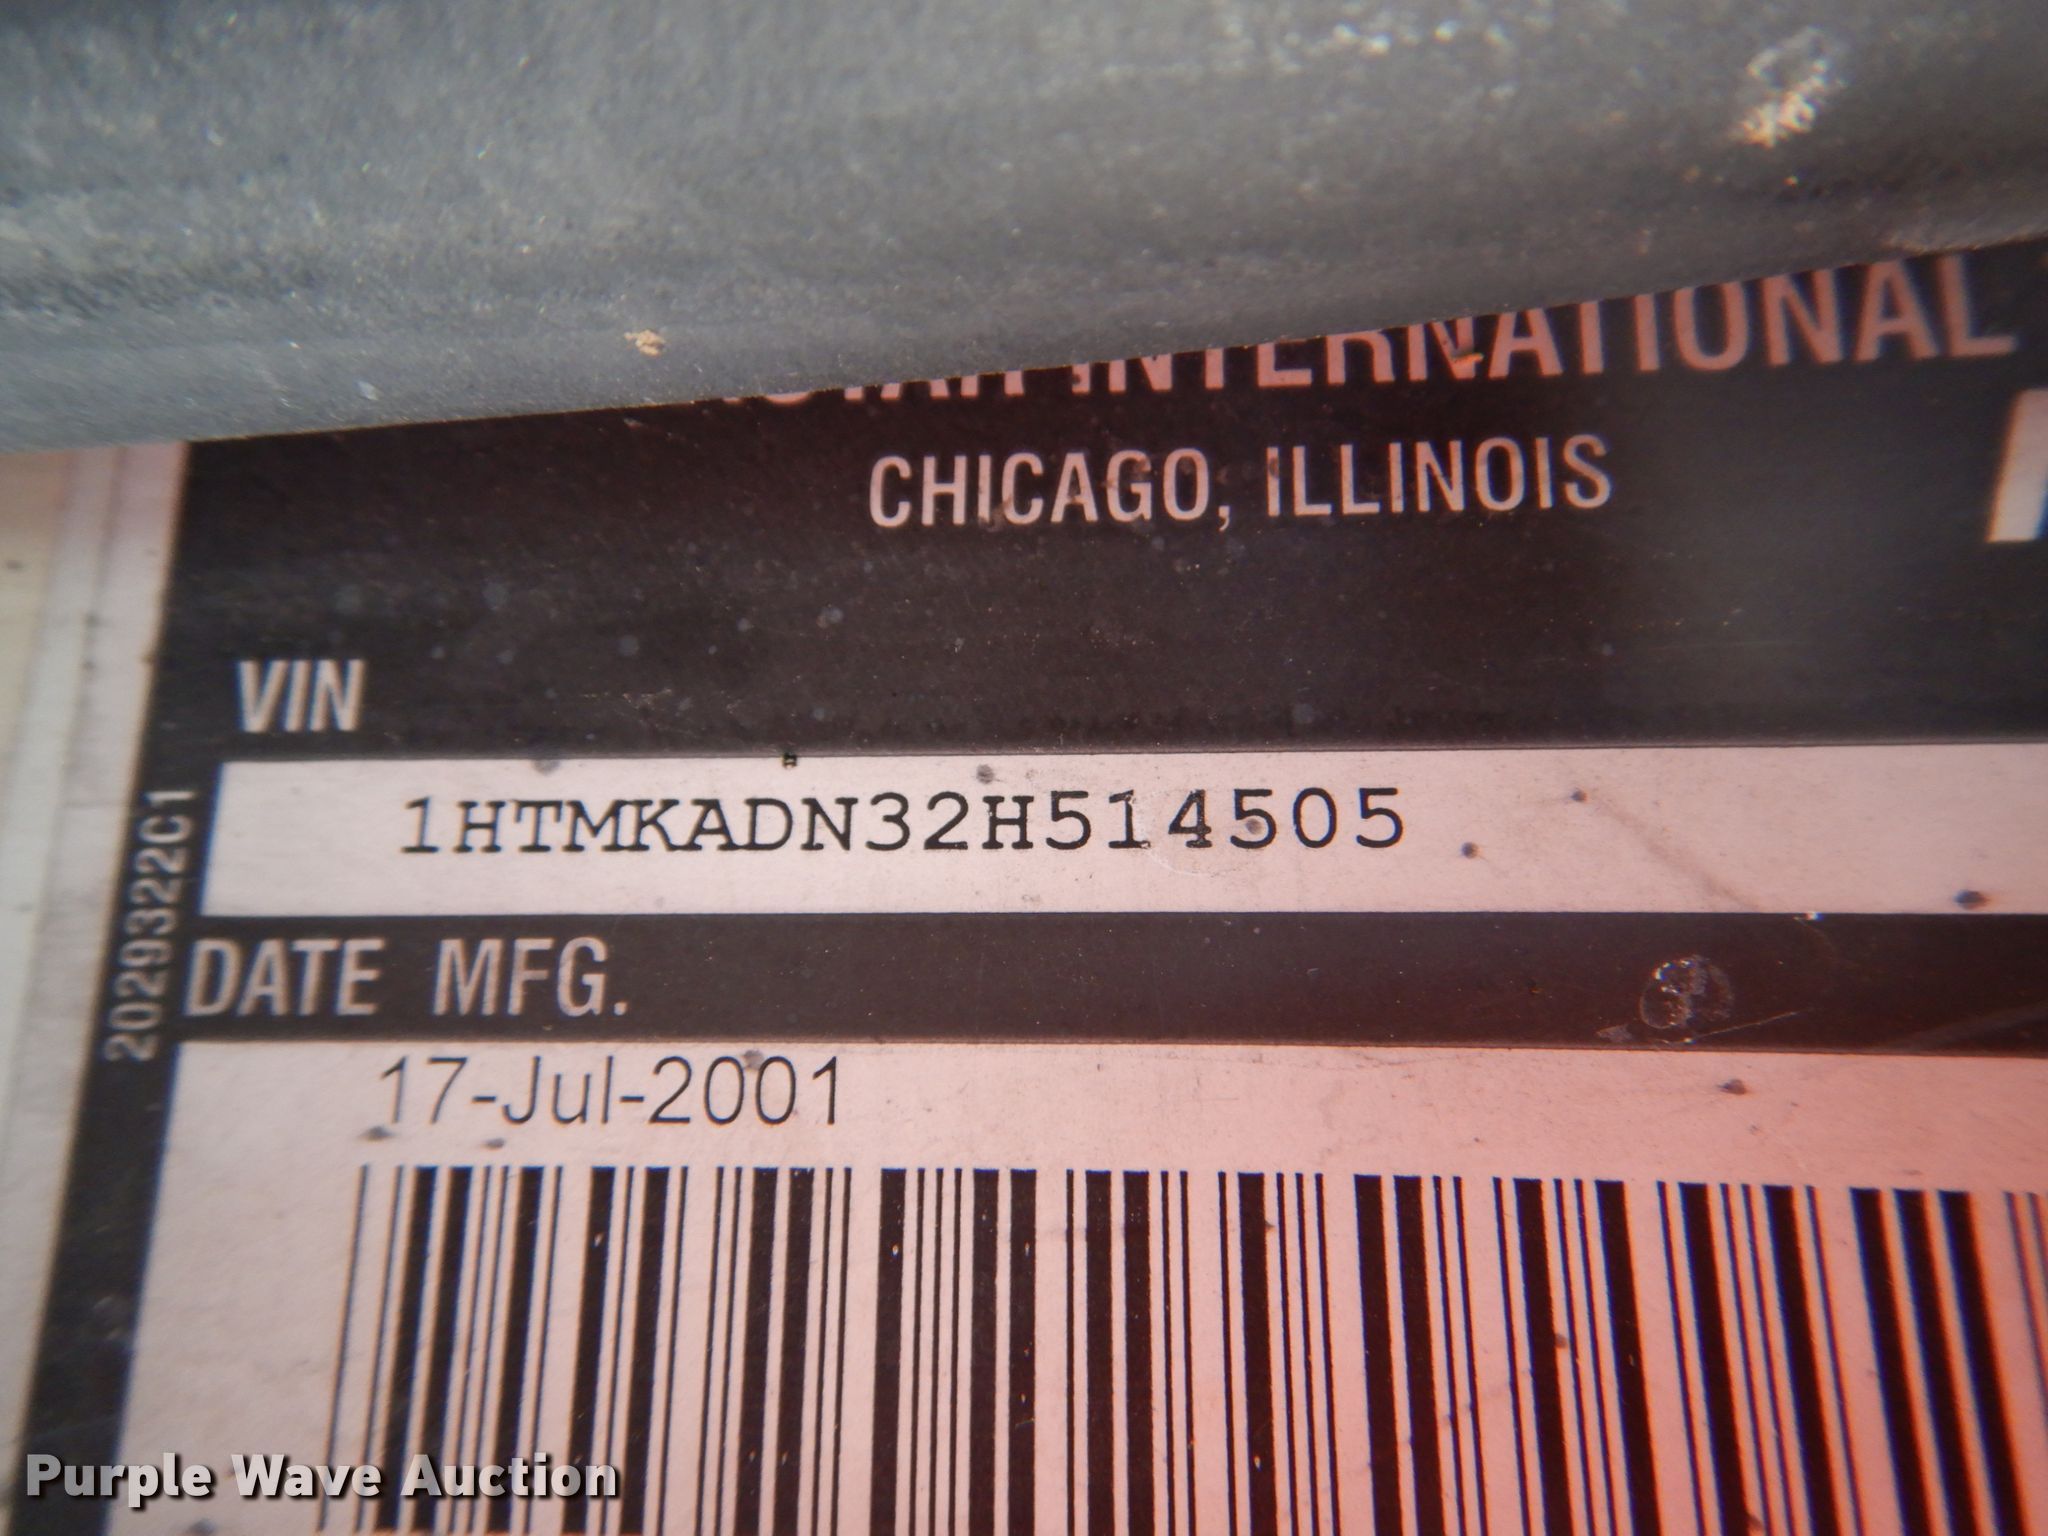 INTERNATIONAL
CHICAGO, ILLINOIS
VIN
1HTMKADN32H514505
2029322C1
DATE MFG.
17-Jul-2001
Purple Wave Auction